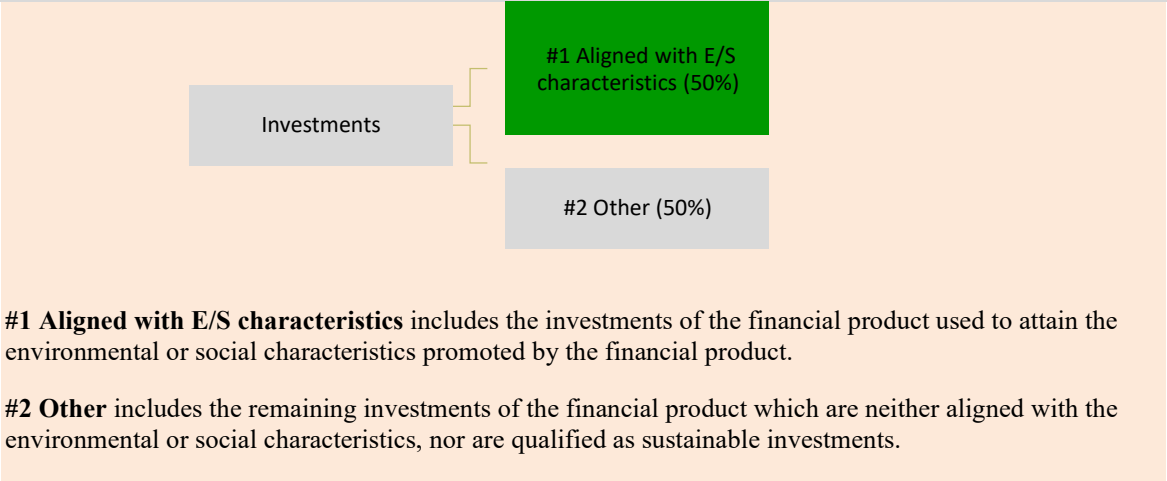 #1 Aligned with E/S
characteristics (50%)
Investments
#2 Other (50%)
#1 Aligned with E/S characteristics includes the investments of the financial product used to attain the
environmental or social characteristics promoted by the financial product.
#2 Other includes the remaining investments of the financial product which are neither aligned with the
environmental or social characteristics, nor are qualified as sustainable investments.